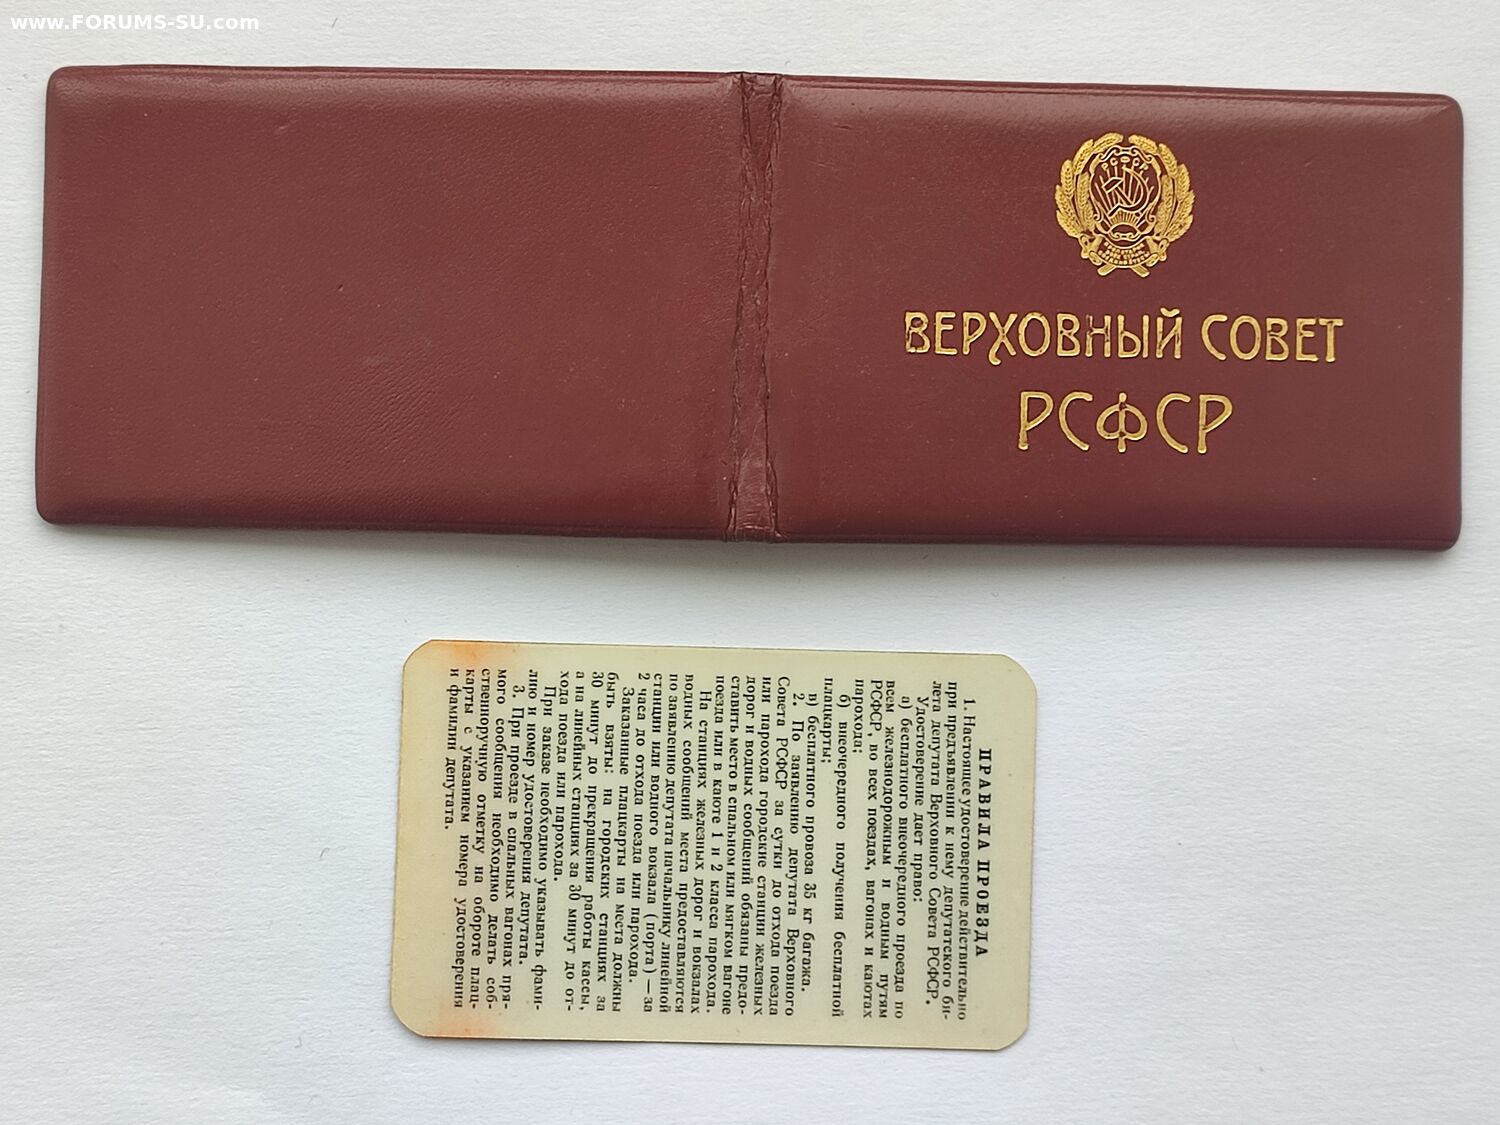 www.FORUMS-SU.com
РСФСР
ВЕРХОВНЫЙ СОВЕТ
РСФСР
ПРАВИЛА ПРОЕЗДА
1. Настоящее удостоверение действительно
при предъявлении к нему депутатского би-
лета депутата Верховного Совета РСФСР.
Удостоверение дает право:
а) бесплатного внеочередного проезда по
всем железнодорожным и водным путям
РСФСР, во всех поездах, вагонах и каютах
парохода;
б) внеочередного получения бесплатной
плацкарты;
в) бесплатного провоза 35 кг багажа.
2. По заявлению депутата Верховного
Совета РСФСР за сутки до отхода поезда
или парохода городские станции железных
дорог и водных сообщений обязаны предо-
ставить место в спальном или мягком вагоне
поезда или в каюте 1 и 2 класса парохода.
На станциях железных дорог и вокзалах
водных сообщений места предоставляются
по заявлению депутата начальнику линейной
станции или водного вокзала (порта) — за
2 часа до отхода поезда или парохода.
Заказанные плацкарты на места должны
быть взяты: на городских станциях за
30 минут до прекращения работы кассы,
а на линейных станциях за 30 минут до от-
хода поезда или парохода.
При заказе необходимо указывать фами-
лию и номер удостоверения депутата.
3. При проезде в спальных вагонах пря-
мого сообщения необходимо делать соб-
ственноручную отметку на обороте плац-
карты с указанием номера удостоверения
и фамилии депутата.